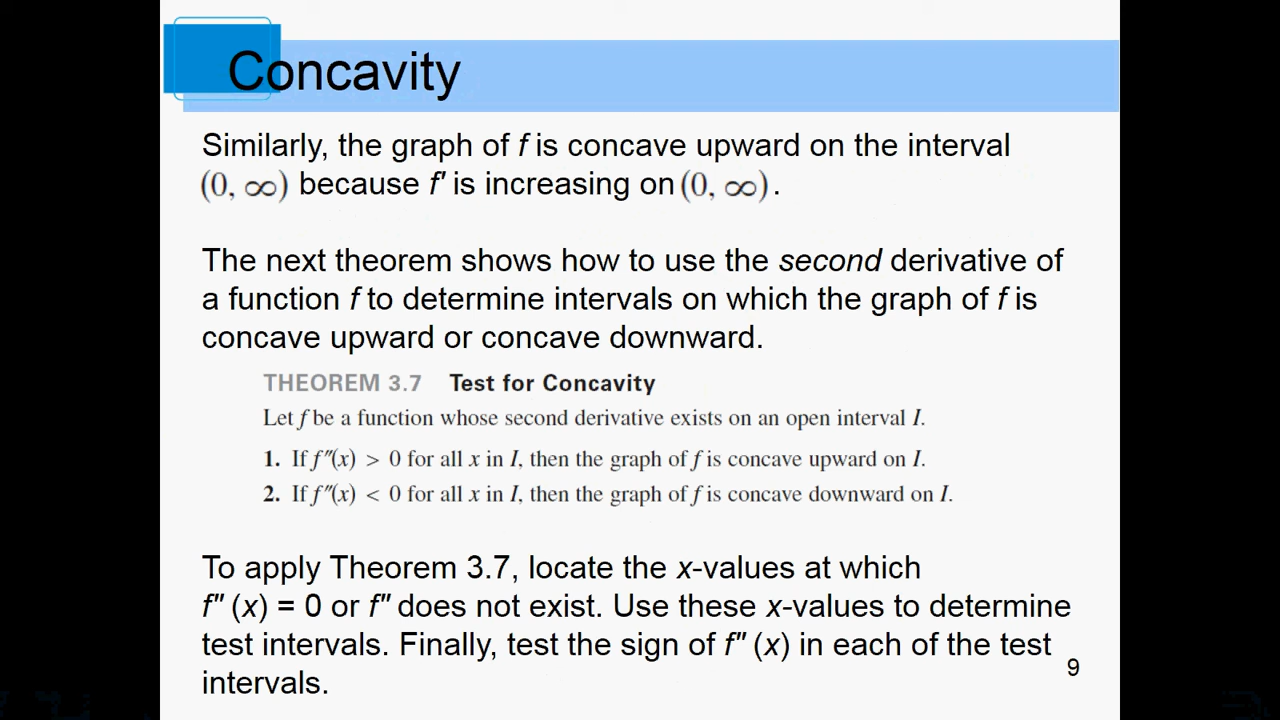 Concavity
Similarly, the graph of f is concave upward on the interval
(0, ∞) because f′ is increasing on (0, ∞).
The next theorem shows how to use the second derivative of
a function f to determine intervals on which the graph of f is
concave upward or concave downward.
THEOREM 3.7 Test for Concavity
Let f be a function whose second derivative exists on an open interval I.
1. If f″(x) > 0 for all x in I, then the graph of f is concave upward on I.
2. If f″(x) < 0 for all x in I, then the graph of f is concave downward on I.
To apply Theorem 3.7, locate the x-values at which
f″ (x) = 0 or f″ does not exist. Use these x-values to determine
test intervals. Finally, test the sign of f″ (x) in each of the test
intervals.
9